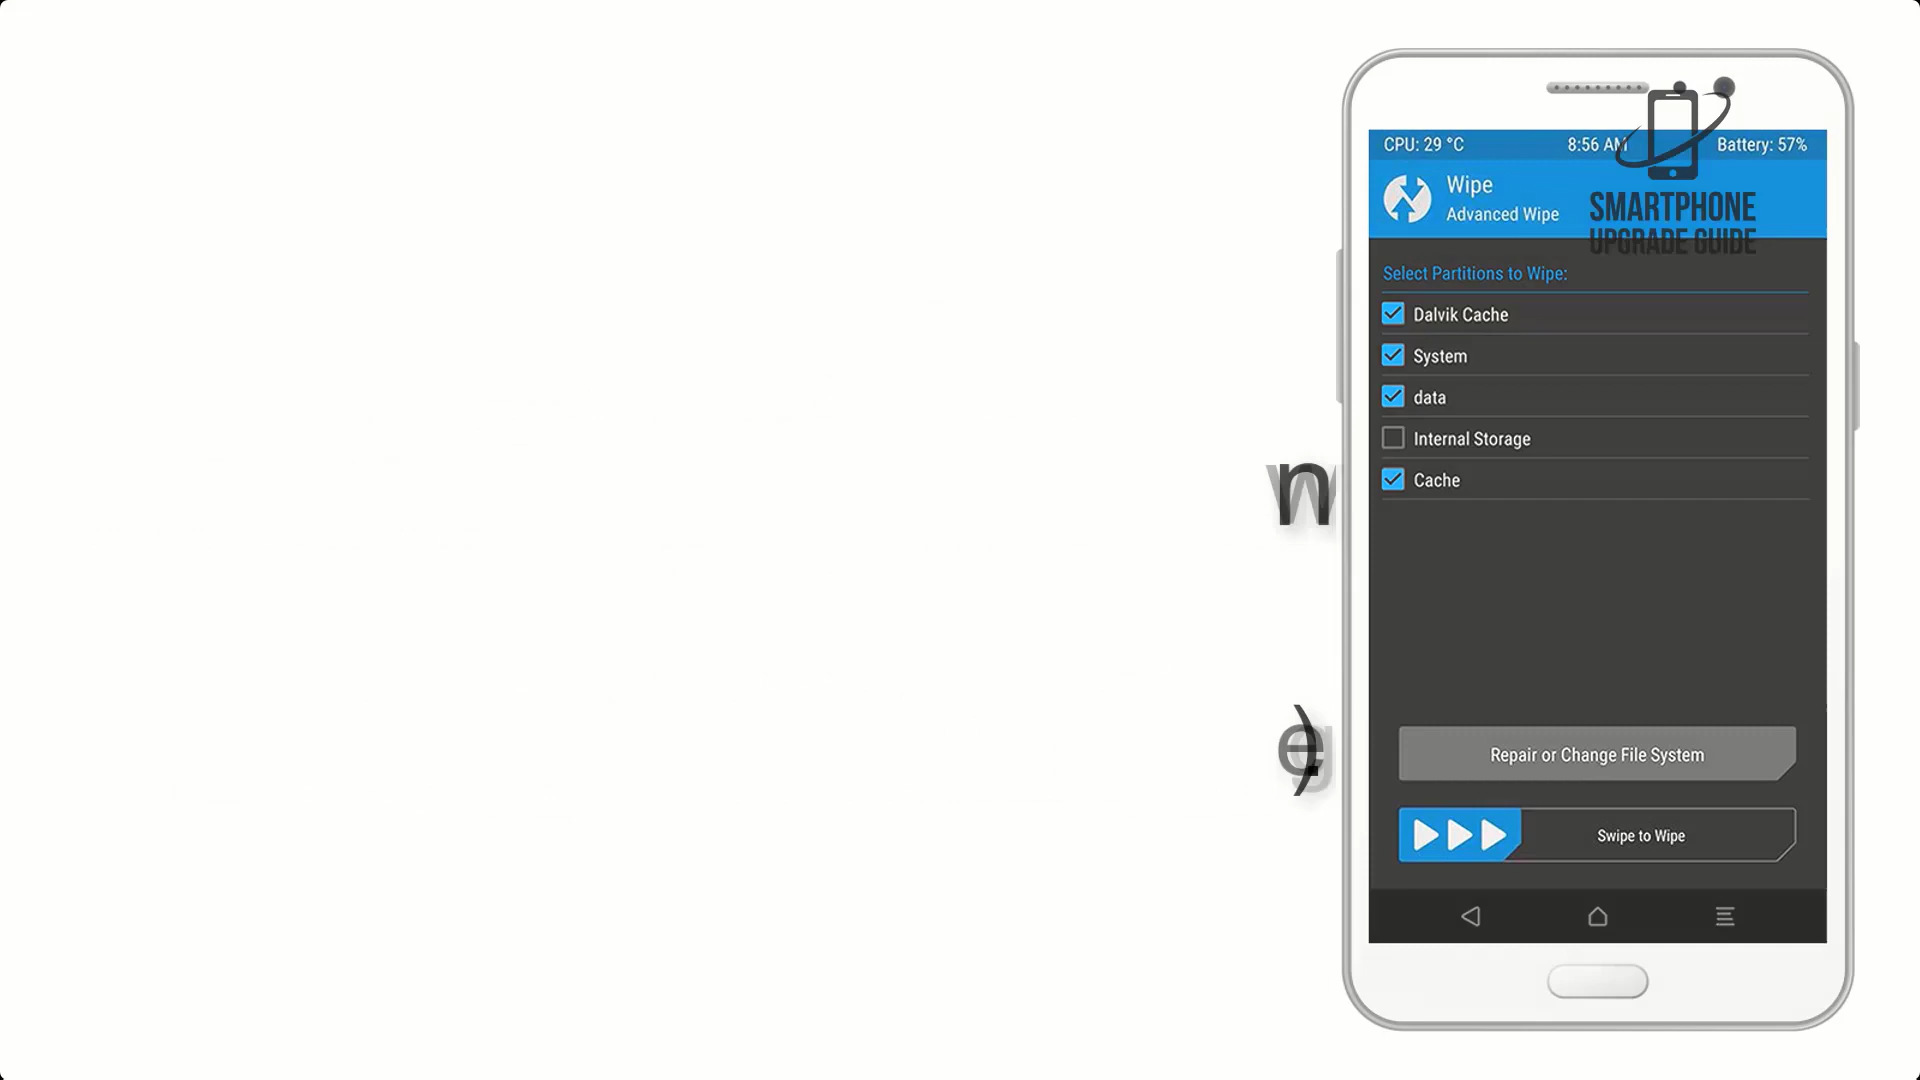 CPU: 29 °C 8:56 AM Battery: 57%
Wipe
Advanced Wipe
SMARTPHONE
UPGRADE GUIDE
Select Partitions to Wipe:
Dalvik Cache
System
data
Internal Storage
Cache
Repair or Change File System
Swipe to Wipe